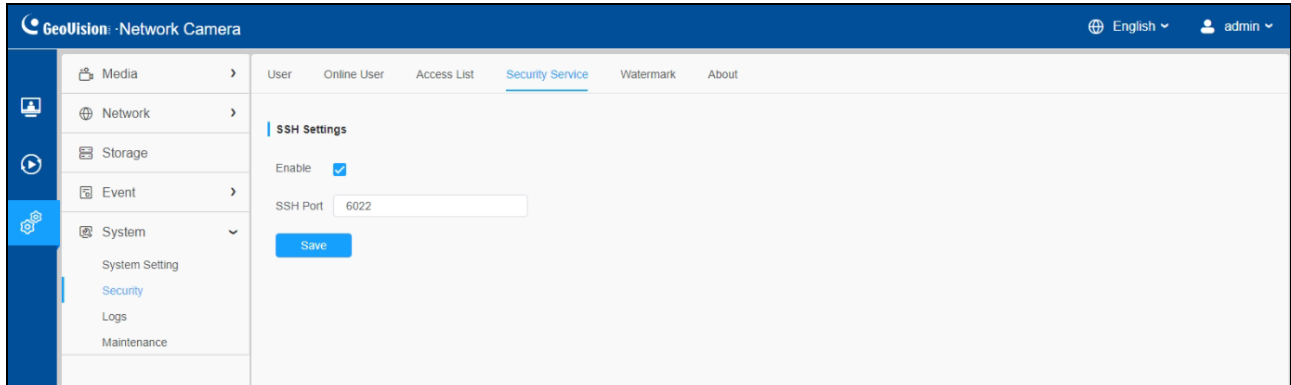 GeoVision: ·Network Camera
English
admin
Media
Network
Storage
Event
System
System Setting
Security
Logs
Maintenance
User Online User Access List Security Service Watermark About
SSH Settings
Enable
SSH Port 6022
Save